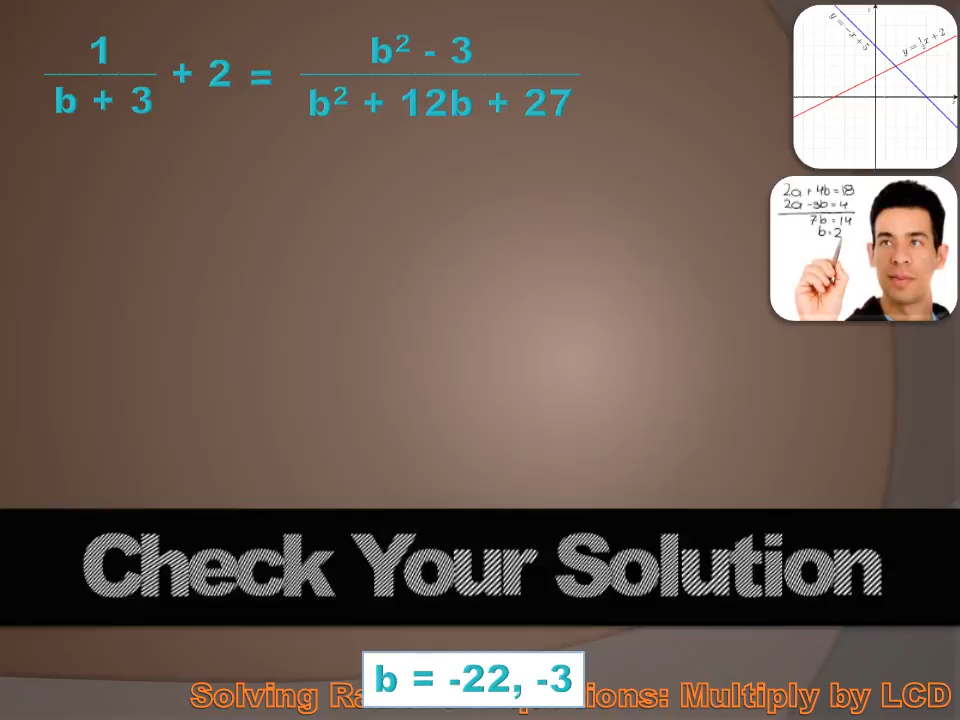 1
b + 3
+ 2 =
b² - 3
b² + 12b + 27
y = -x + 5
y = ½x + 2
2a + 4b = 18
2a - 3b = 4
7b = 14
b = 2
Check Your Solution
b = -22, -3
Solving Ra ions: Multiply by LCD